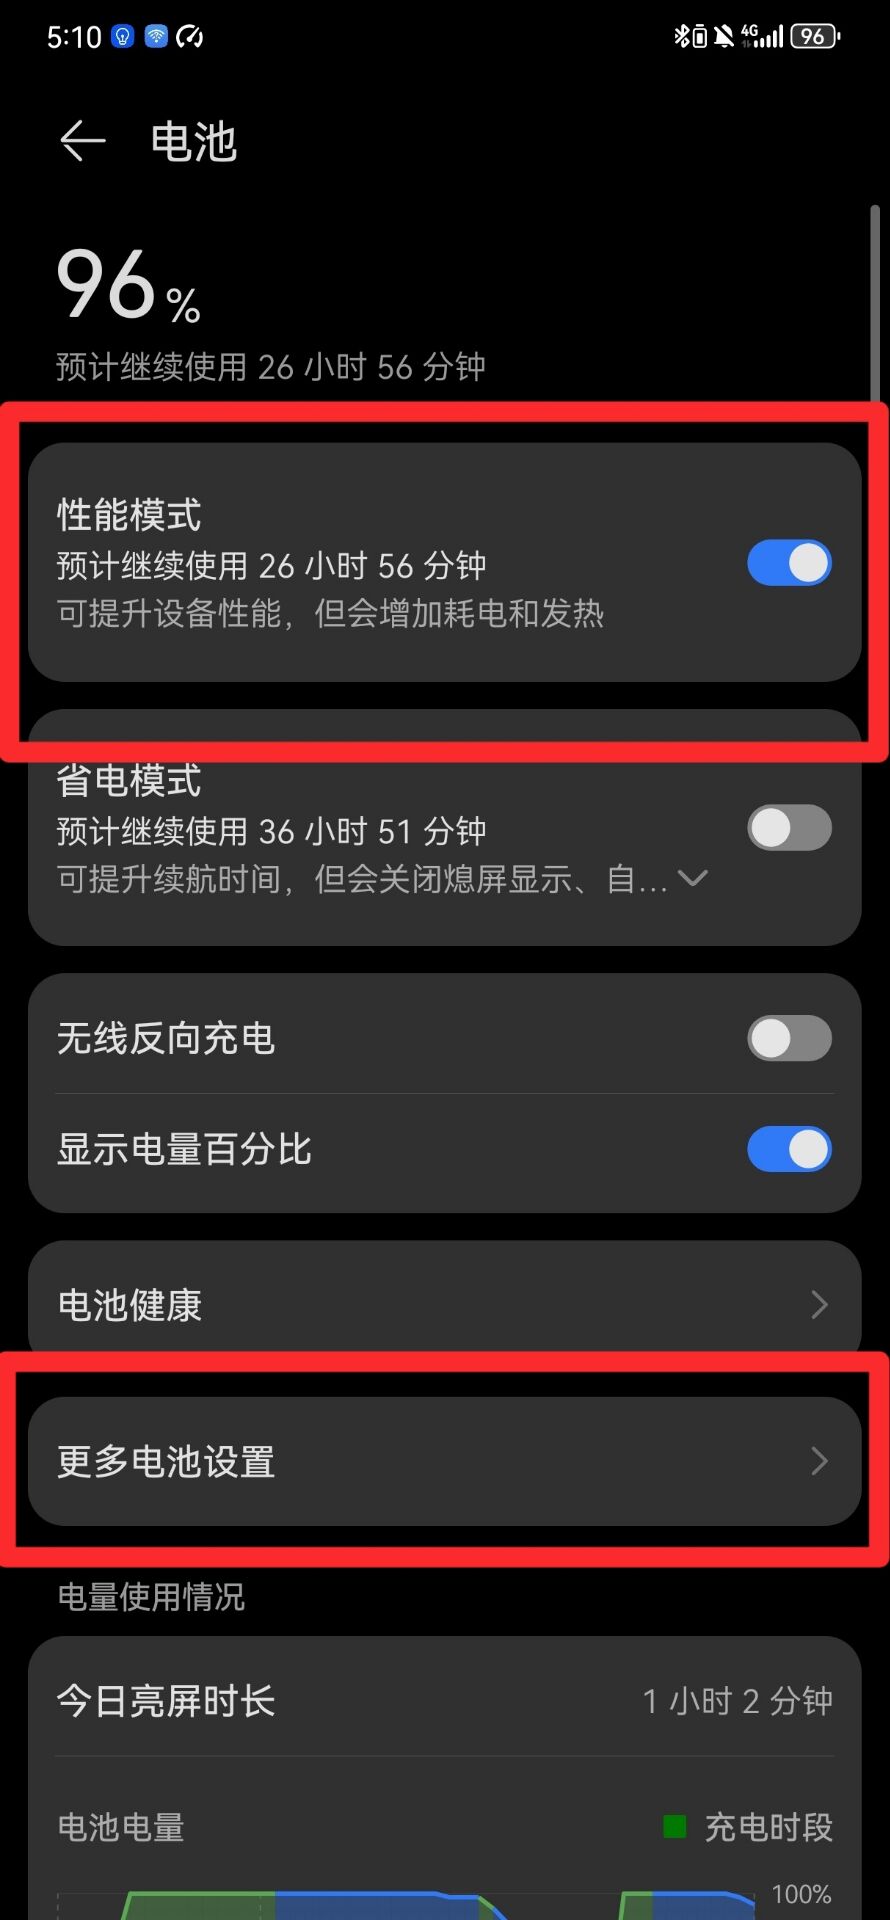 5:10
4G
96
电池
96%
预计继续使用 26 小时 56 分钟
性能模式
预计继续使用 26 小时 56 分钟
可提升设备性能，但会增加耗电和发热
省电模式
预计继续使用 36 小时 51 分钟
可提升续航时间，但会关闭熄屏显示、自...
无线反向充电
显示电量百分比
电池健康
更多电池设置
电量使用情况
今日亮屏时长
1 小时 2 分钟
电池电量
充电时段
100%